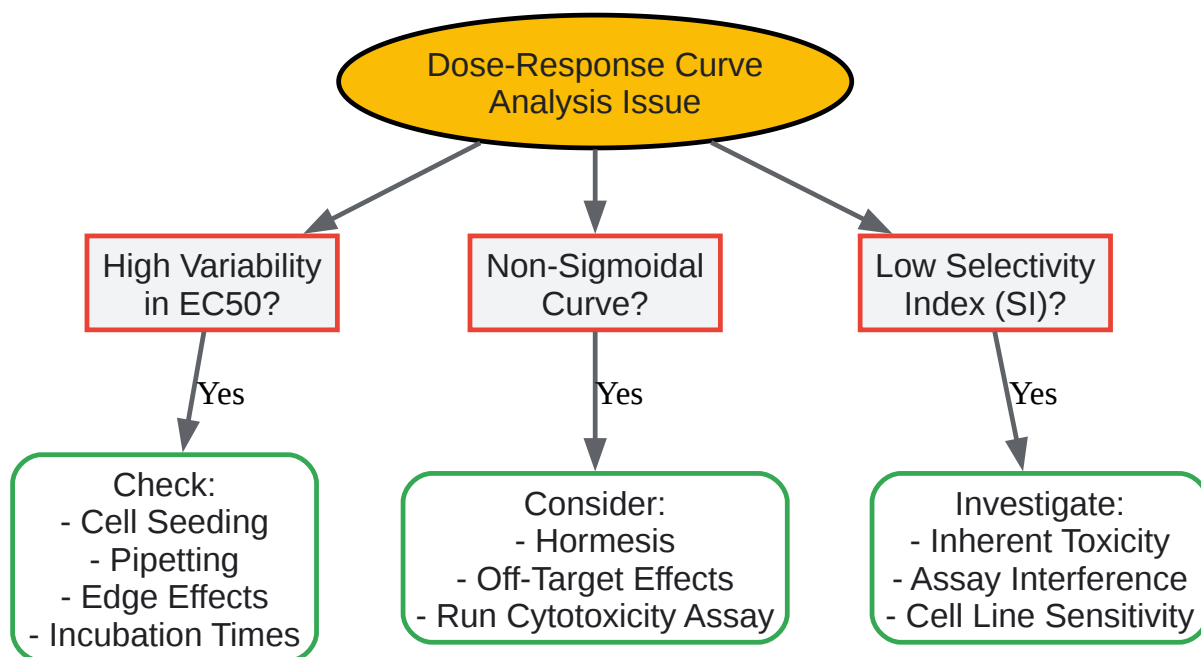 Dose-Response Curve
Analysis Issue
High Variability
in EC50?
Non-Sigmoidal
Curve?
Low Selectivity
Index (SI)?
Yes
Yes
Yes
Check:
- Cell Seeding
- Pipetting
- Edge Effects
- Incubation Times
Consider:
- Hormesis
- Off-Target Effects
- Run Cytotoxicity Assay
Investigate:
- Inherent Toxicity
- Assay Interference
- Cell Line Sensitivity